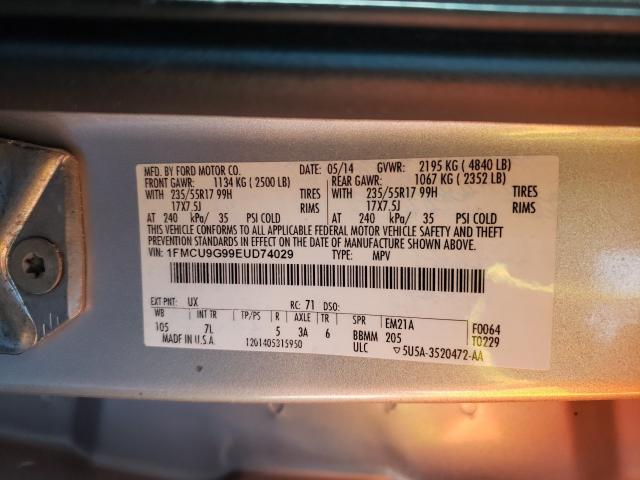 MFD. BY FORD MOTOR CO. DATE: 05/14 GVWR: 2195 KG ( 4840 LB)
FRONT GAWR: 1134 KG ( 2500 LB) REAR GAWR: 1067 KG ( 2352 LB)
WITH 235/55R17 99H TIRES WITH 235/55R17 99H TIRES
17X7.5J RIMS 17X7.5J RIMS
AT 240 kPa/ 35 PSI COLD AT 240 kPa/ 35 PSI COLD
THIS VEHICLE CONFORMS TO ALL APPLICABLE FEDERAL MOTOR VEHICLE SAFETY AND THEFT
PREVENTION STANDARDS IN EFFECT ON THE DATE OF MANUFACTURE SHOWN ABOVE.
VIN: 1FMCU9G99EUD74029 TYPE: MPV
EXT PNT: UX RC: 71 DSO:
WB INT TR TP/PS R AXLE TR SPR EM21A F0064
105 7L 5 3A 6 BBMM 205 T0229
MADE IN U.S.A. 1261405315950 ULC 5U5A-3520472-AA